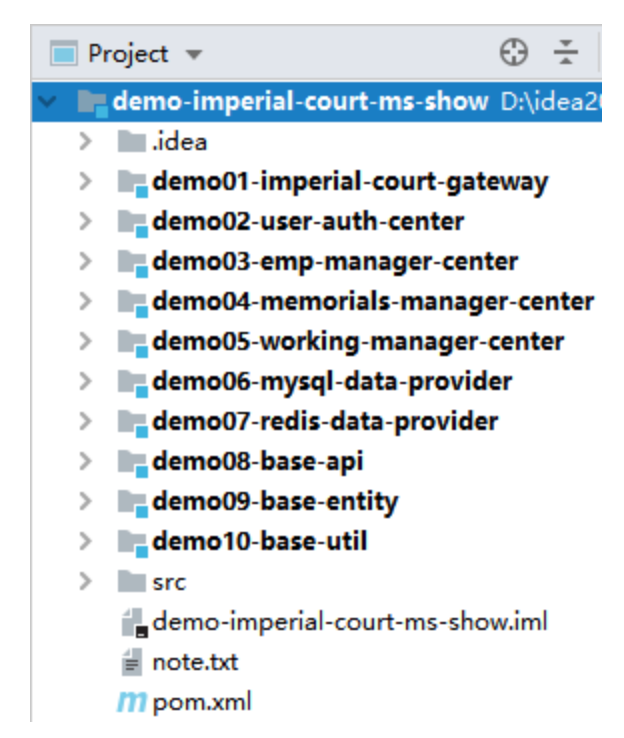 Project
demo-imperial-court-ms-show D:\idea20
.idea
demo01-imperial-court-gateway
demo02-user-auth-center
demo03-emp-manager-center
demo04-memorials-manager-center
demo05-working-manager-center
demo06-mysql-data-provider
demo07-redis-data-provider
demo08-base-api
demo09-base-entity
demo10-base-util
src
demo-imperial-court-ms-show.iml
note.txt
pom.xml